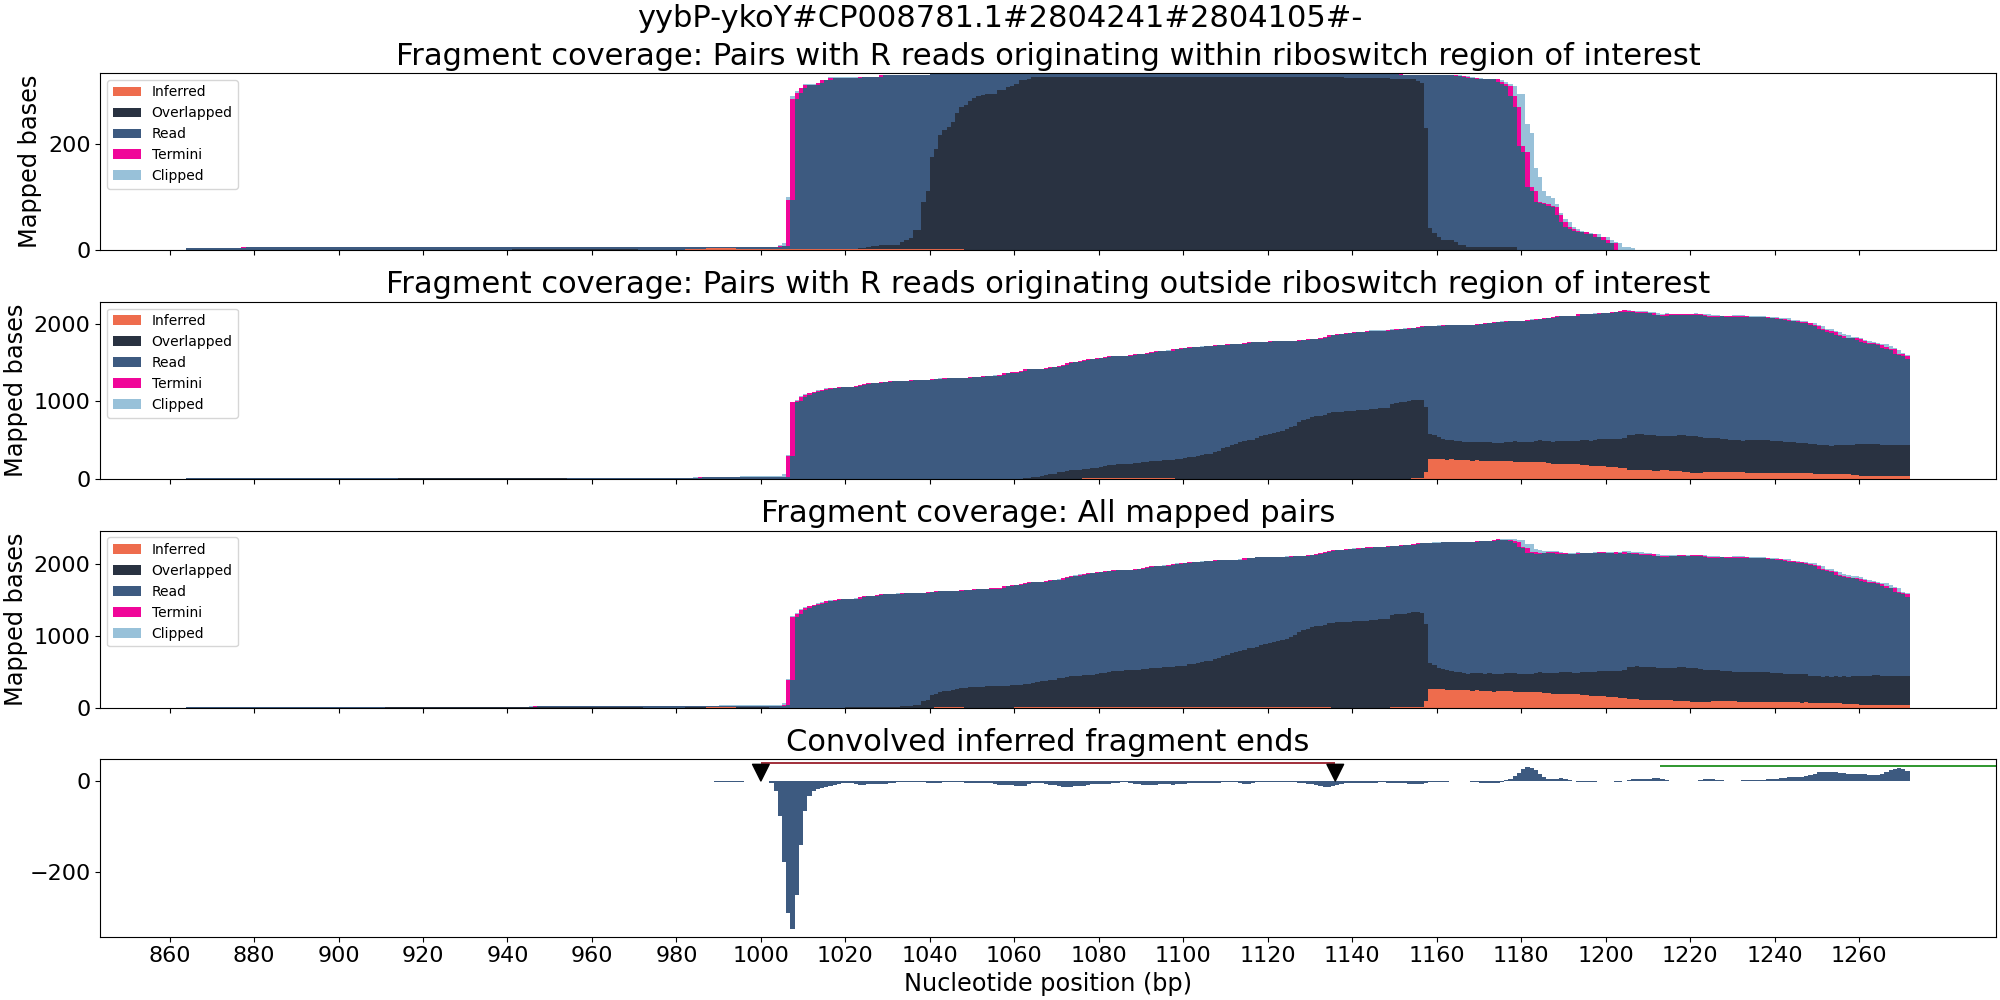 yybP-ykoY#CP008781.1#2804241#2804105#-
Fragment coverage: Pairs with R reads originating within riboswitch region of interest
Mapped bases
200
0
Inferred
Overlapped
Read
Termini
Clipped
Fragment coverage: Pairs with R reads originating outside riboswitch region of interest
Mapped bases
2000
1000
0
Inferred
Overlapped
Read
Termini
Clipped
Fragment coverage: All mapped pairs
Mapped bases
2000
1000
0
Inferred
Overlapped
Read
Termini
Clipped
Convolved inferred fragment ends
0
−200
860 880 900 920 940 960 980 1000 1020 1040 1060 1080 1100 1120 1140 1160 1180 1200 1220 1240 1260
Nucleotide position (bp)